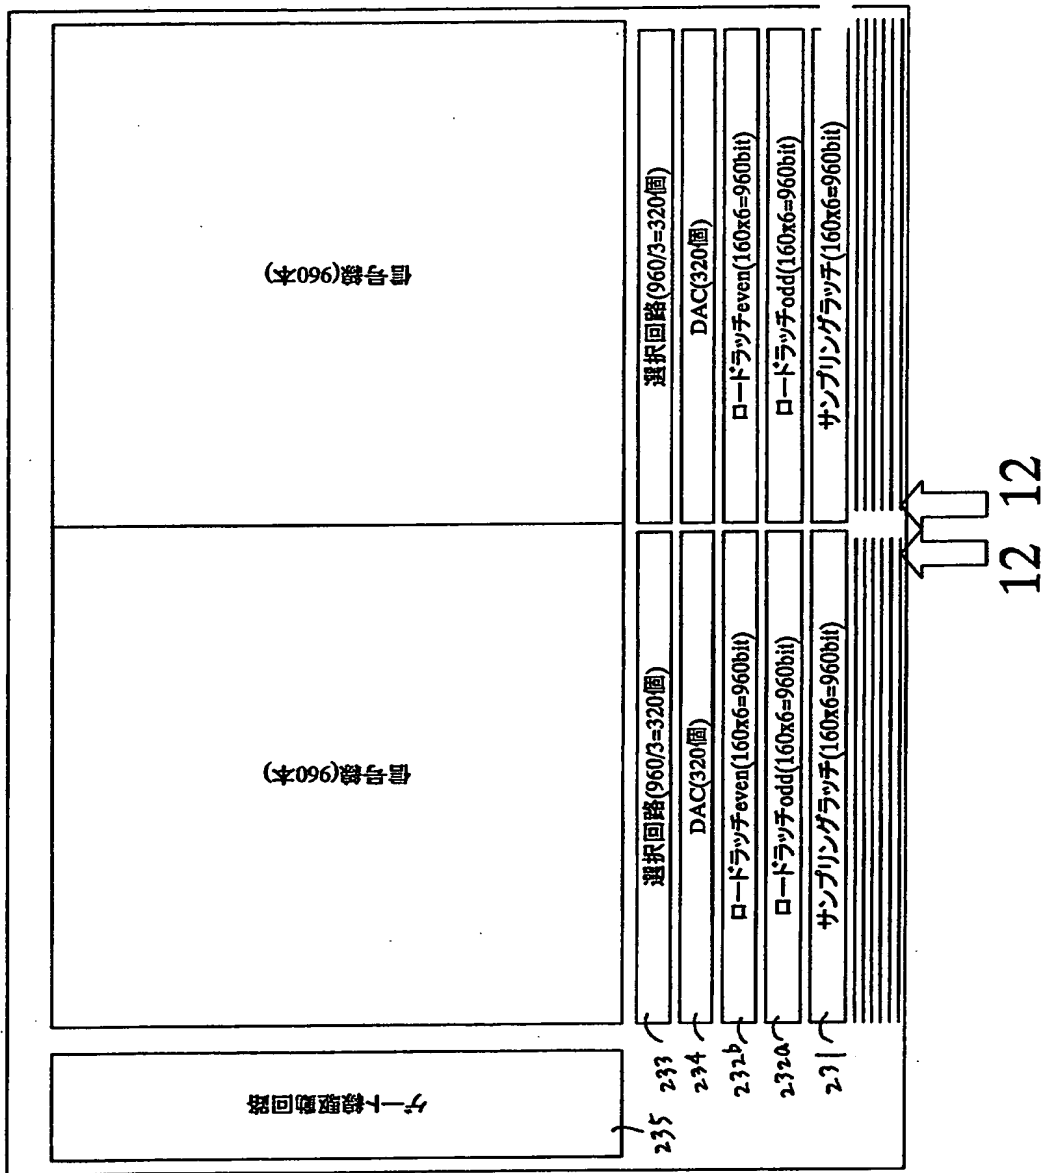 ゲート線駆動回路
235
信号線(960本)
信号線(960本)
233
選択回路(960/3=320個)
選択回路(960/3=320個)
234
DAC(320個)
DAC(320個)
232b
ロードラッチeven(160x6=960bit)
ロードラッチeven(160x6=960bit)
232a
ロードラッチodd(160x6=960bit)
ロードラッチodd(160x6=960bit)
231
サンプリングラッチ(160x6=960bit)
サンプリングラッチ(160x6=960bit)
12
12